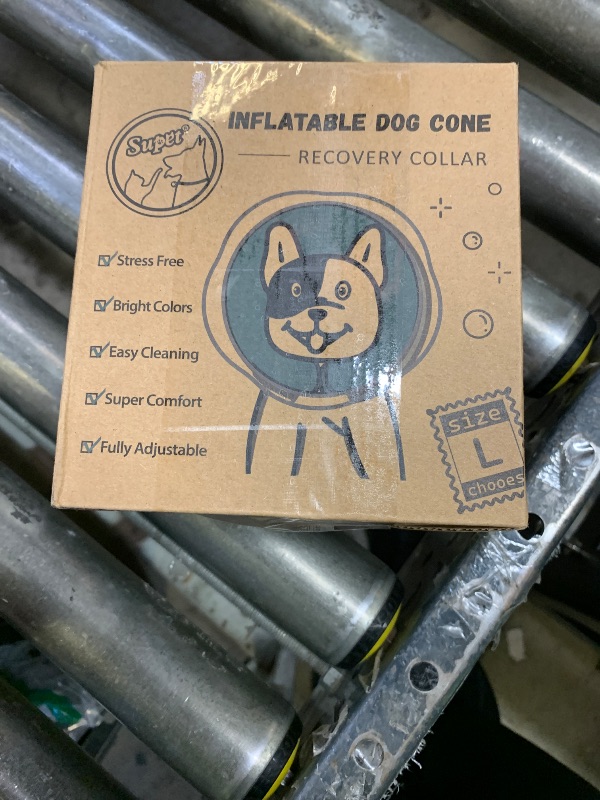 Super®
INFLATABLE DOG CONE
RECOVERY COLLAR
Stress Free
Bright Colors
Easy Cleaning
Super Comfort
Fully Adjustable
size
L
chooes